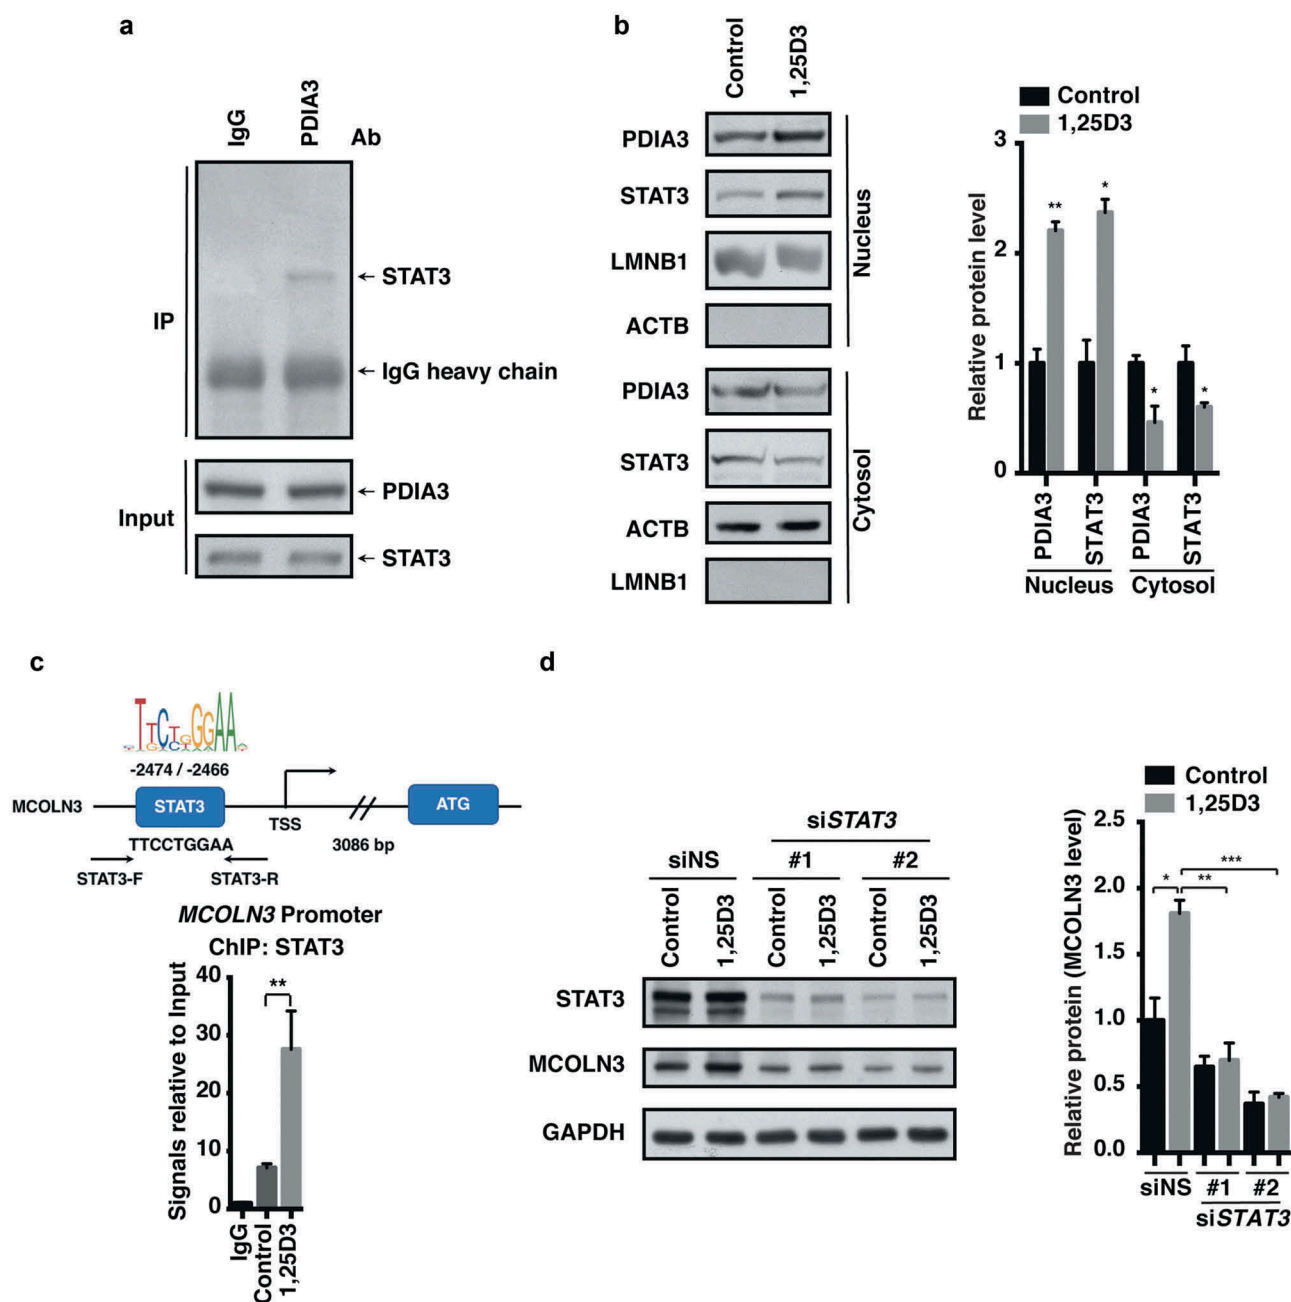 a
IgG
PDIA3
Ab
IP
← STAT3
← IgG heavy chain
Input
← PDIA3
← STAT3
b
Control
1,25D3
PDIA3
STAT3
LMNB1
ACTB
Nucleus
PDIA3
STAT3
ACTB
LMNB1
Cytosol
Control
1,25D3
Relative protein level
3
2
1
0
**
*
*
*
PDIA3
STAT3
PDIA3
STAT3
Nucleus
Cytosol
c
-2474 / -2466
MCOLN3
STAT3
ATG
TSS
TTCCTGGAA
3086 bp
STAT3-F
STAT3-R
MCOLN3 Promoter
ChIP: STAT3
Signals relative to Input
40
30
20
10
0
**
IgG
Control
1,25D3
d
siSTAT3
siNS
#1
#2
Control
1,25D3
Control
1,25D3
Control
1,25D3
STAT3
MCOLN3
GAPDH
Control
1,25D3
Relative protein (MCOLN3 level)
2.5
2.0
1.5
1.0
0.5
0.0
*
**
***
siNS
#1
#2
siSTAT3